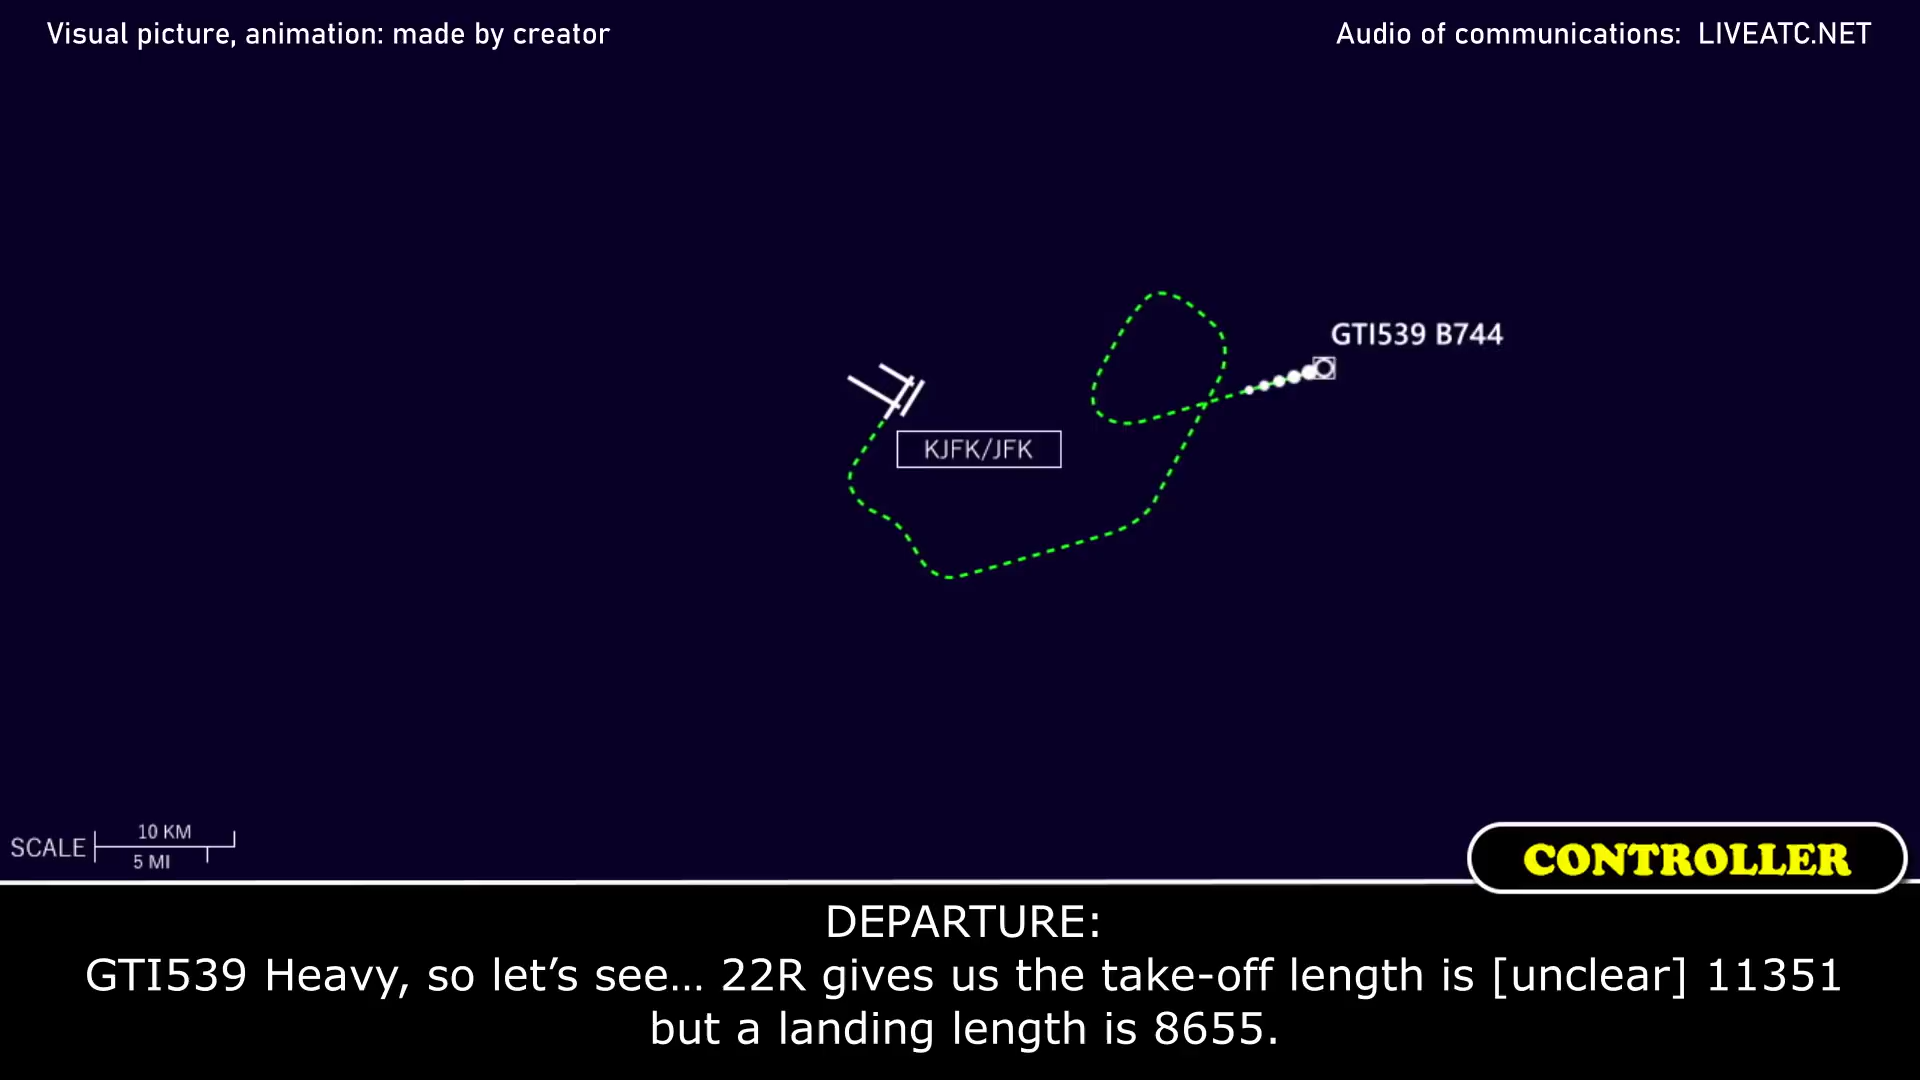 Visual picture, animation: made by creator
Audio of communications: LIVEATC.NET
GTI539 B744
KJFK/JFK
SCALE
10 KM
5 MI
CONTROLLER
DEPARTURE:
GTI539 Heavy, so let’s see... 22R gives us the take-off length is [unclear] 11351
but a landing length is 8655.